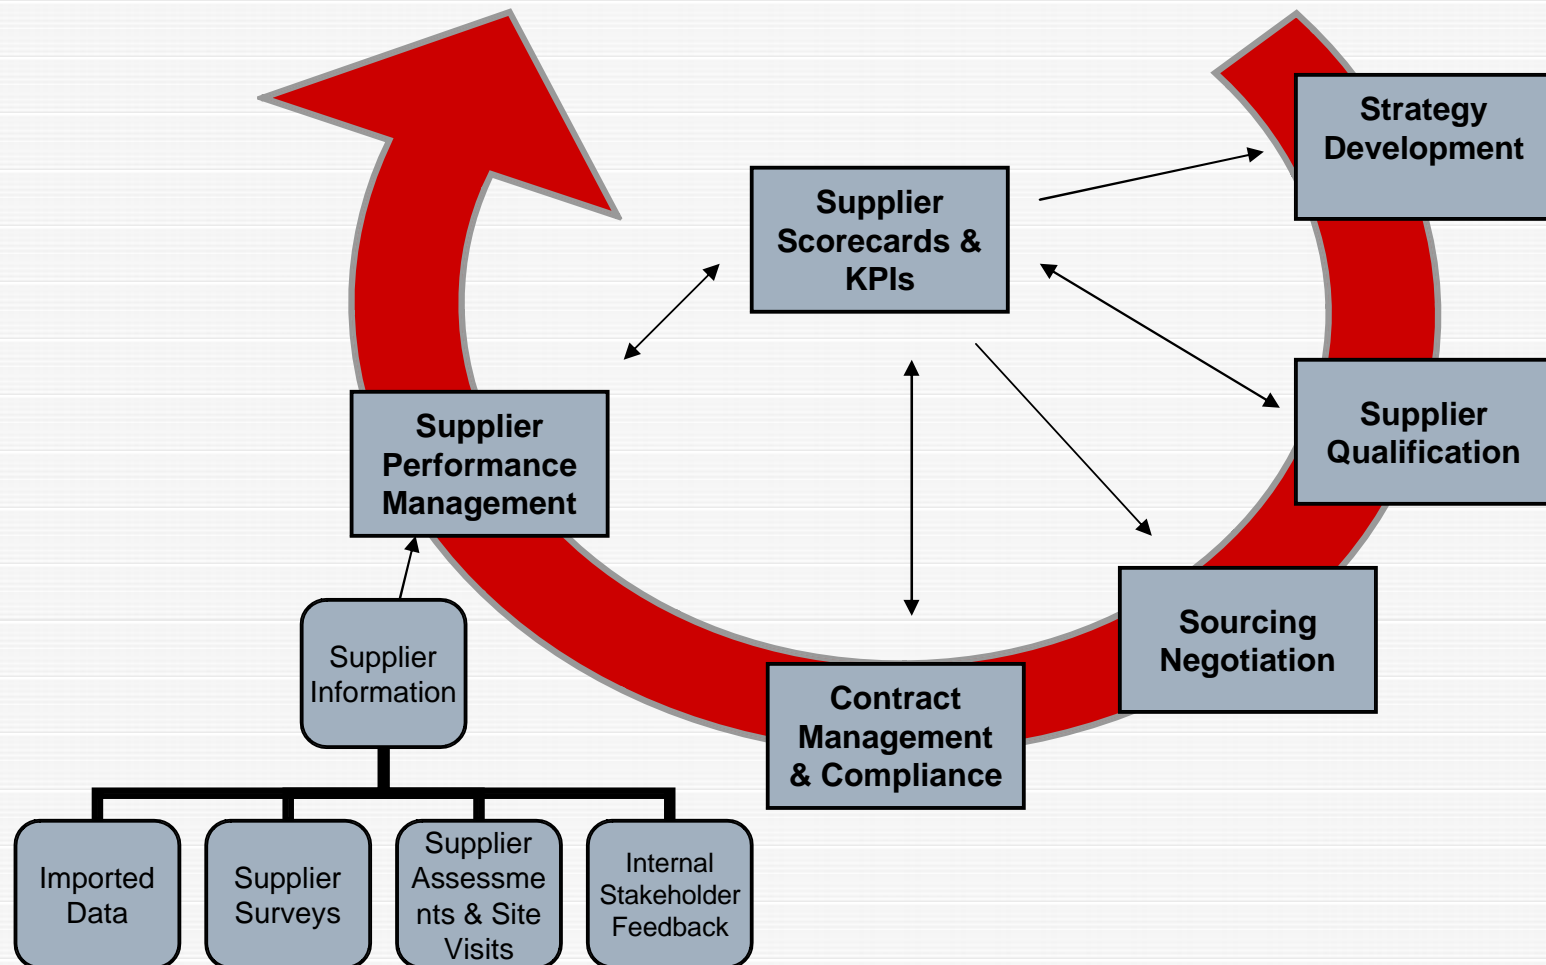 Strategy
Development
Supplier
Scorecards &
KPIs
Supplier
Qualification
Supplier
Performance
Management
Sourcing
Negotiation
Supplier
Information
Contract
Management
& Compliance
Imported
Data
Supplier
Surveys
Supplier
Assessme
nts & Site
Visits
Internal
Stakeholder
Feedback